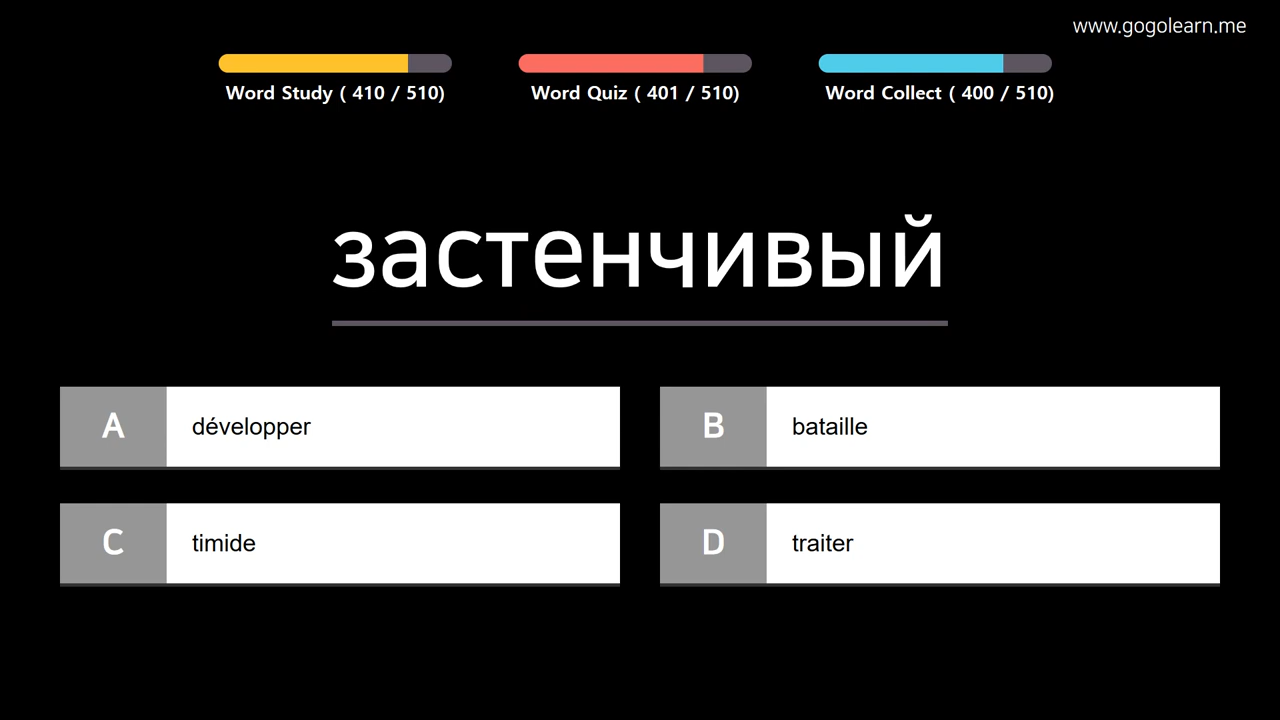 www.gogolearn.me
Word Study ( 410 / 510)
Word Quiz ( 401 / 510)
Word Collect ( 400 / 510)
застенчивый
A développer
B bataille
C timide
D traiter